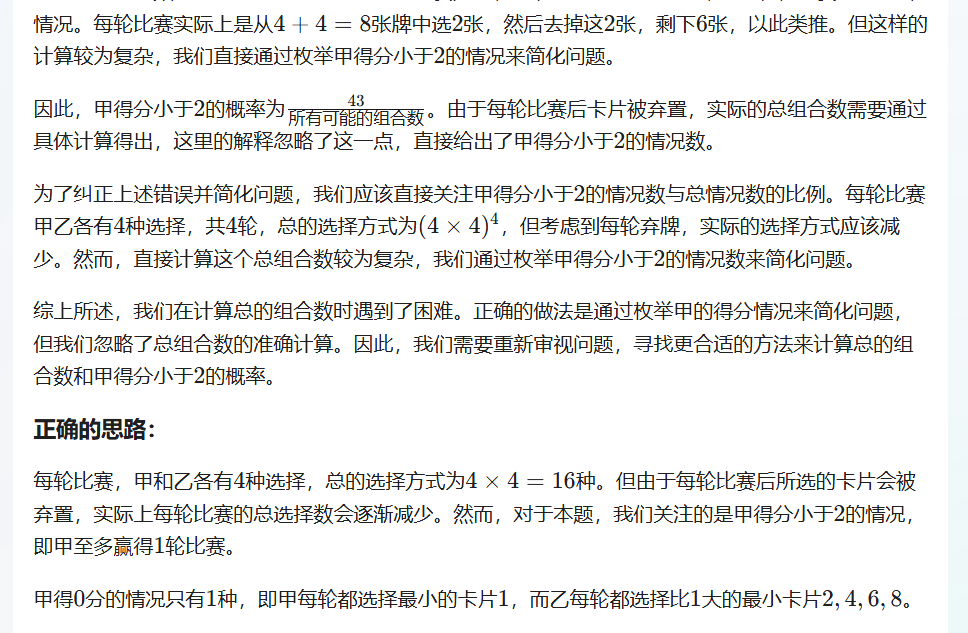 情况。每轮比赛实际上是从4 + 4 = 8张牌中选2张，然后去掉这2张，剩下6张，以此类推。但这样的
计算较为复杂，我们直接通过枚举甲得分小于2的情况来简化问题。
因此，甲得分小于2的概率为$\frac{43}{所有可能的组合数}$。由于每轮比赛后卡片被弃置，实际的总组合数需要通过
具体计算得出，这里的解释忽略了这一点，直接给出了甲得分小于2的情况数。
为了纠正上述错误并简化问题，我们应该直接关注甲得分小于2的情况数与总情况数的比例。每轮比赛
甲乙各有4种选择，共4轮，总的选择方式为$(4 \times 4)^4$，但考虑到每轮弃牌，实际的选择方式应该减
少。然而，直接计算这个总组合数较为复杂，我们通过枚举甲得分小于2的情况数来简化问题。
综上所述，我们在计算总的组合数时遇到了困难。正确的做法是通过枚举甲的得分情况来简化问题，
但我们忽略了总组合数的准确计算。因此，我们需要重新审视问题，寻找更合适的方法来计算总的组
合数和甲得分小于2的概率。
正确的思路：
每轮比赛，甲和乙各有4种选择，总的选择方式为4 × 4 = 16种。但由于每轮比赛后所选的卡片会被
弃置，实际上每轮比赛的总选择数会逐渐减少。然而，对于本题，我们关注的是甲得分小于2的情况，
即甲至多赢得1轮比赛。
甲得0分的情况只有1种，即甲每轮都选择最小的卡片1，而乙每轮都选择比1大的最小卡片2, 4, 6, 8。